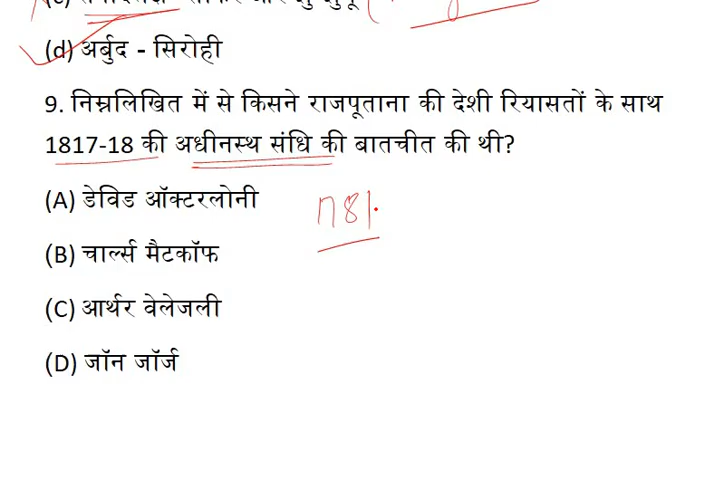 (d) अर्बुद - सिरोही
9. निम्नलिखित में से किसने राजपूताना की देशी रियासतों के साथ
1817-18 की अधीनस्थ संधि की बातचीत की थी?
(A) डेविड ऑक्टरलोनी
(B) चार्ल्स मैटकॉफ
(C) आर्थर वेलेजली
(D) जॉन जॉर्ज